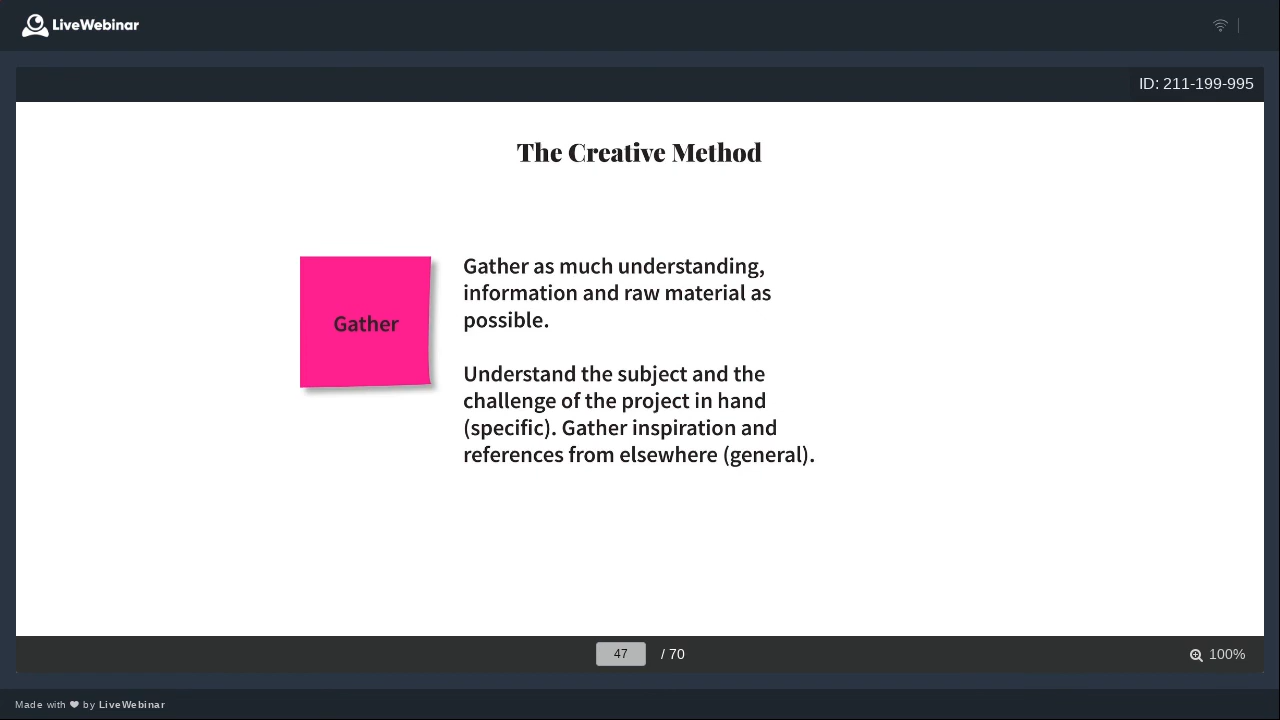 LiveWebinar
ID: 211-199-995
The Creative Method
Gather
Gather as much understanding,
information and raw material as
possible.
Understand the subject and the
challenge of the project in hand
(specific). Gather inspiration and
references from elsewhere (general).
47 / 70
100%
Made with by LiveWebinar